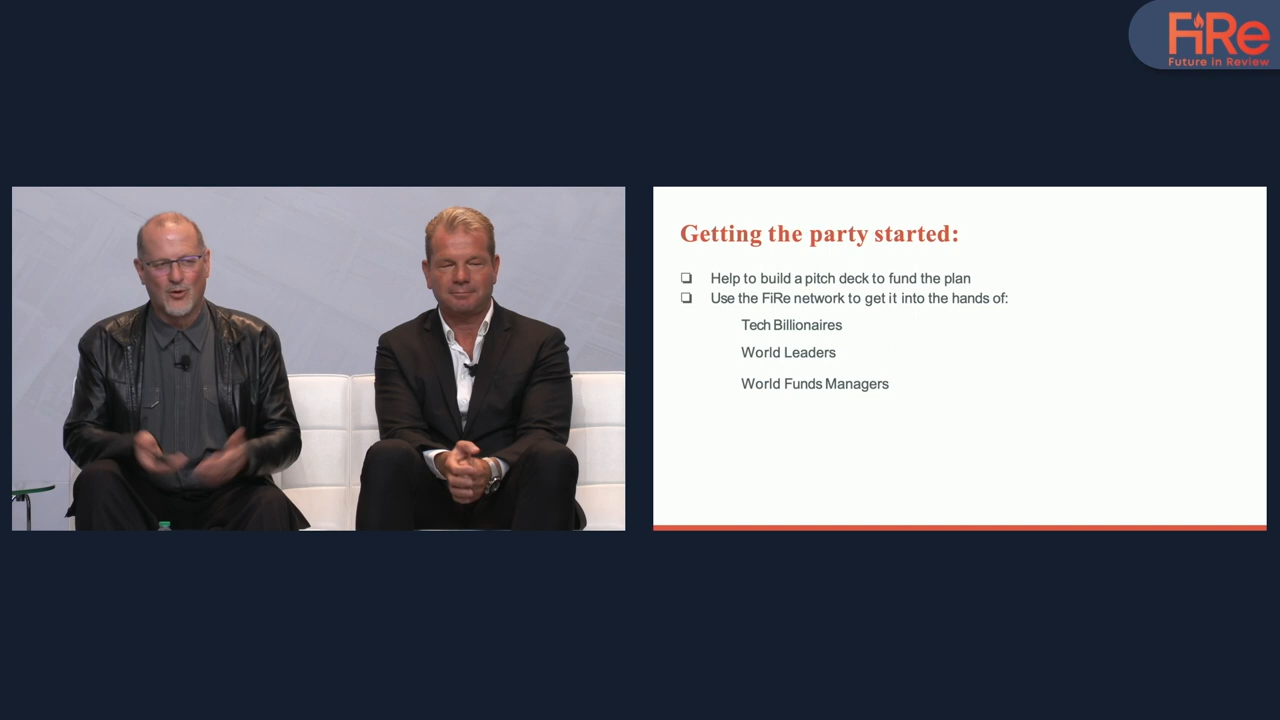 FiRe
Future in Review
Getting the party started:
❏ Help to build a pitch deck to fund the plan
❏ Use the FiRe network to get it into the hands of:
Tech Billionaires
World Leaders
World Funds Managers